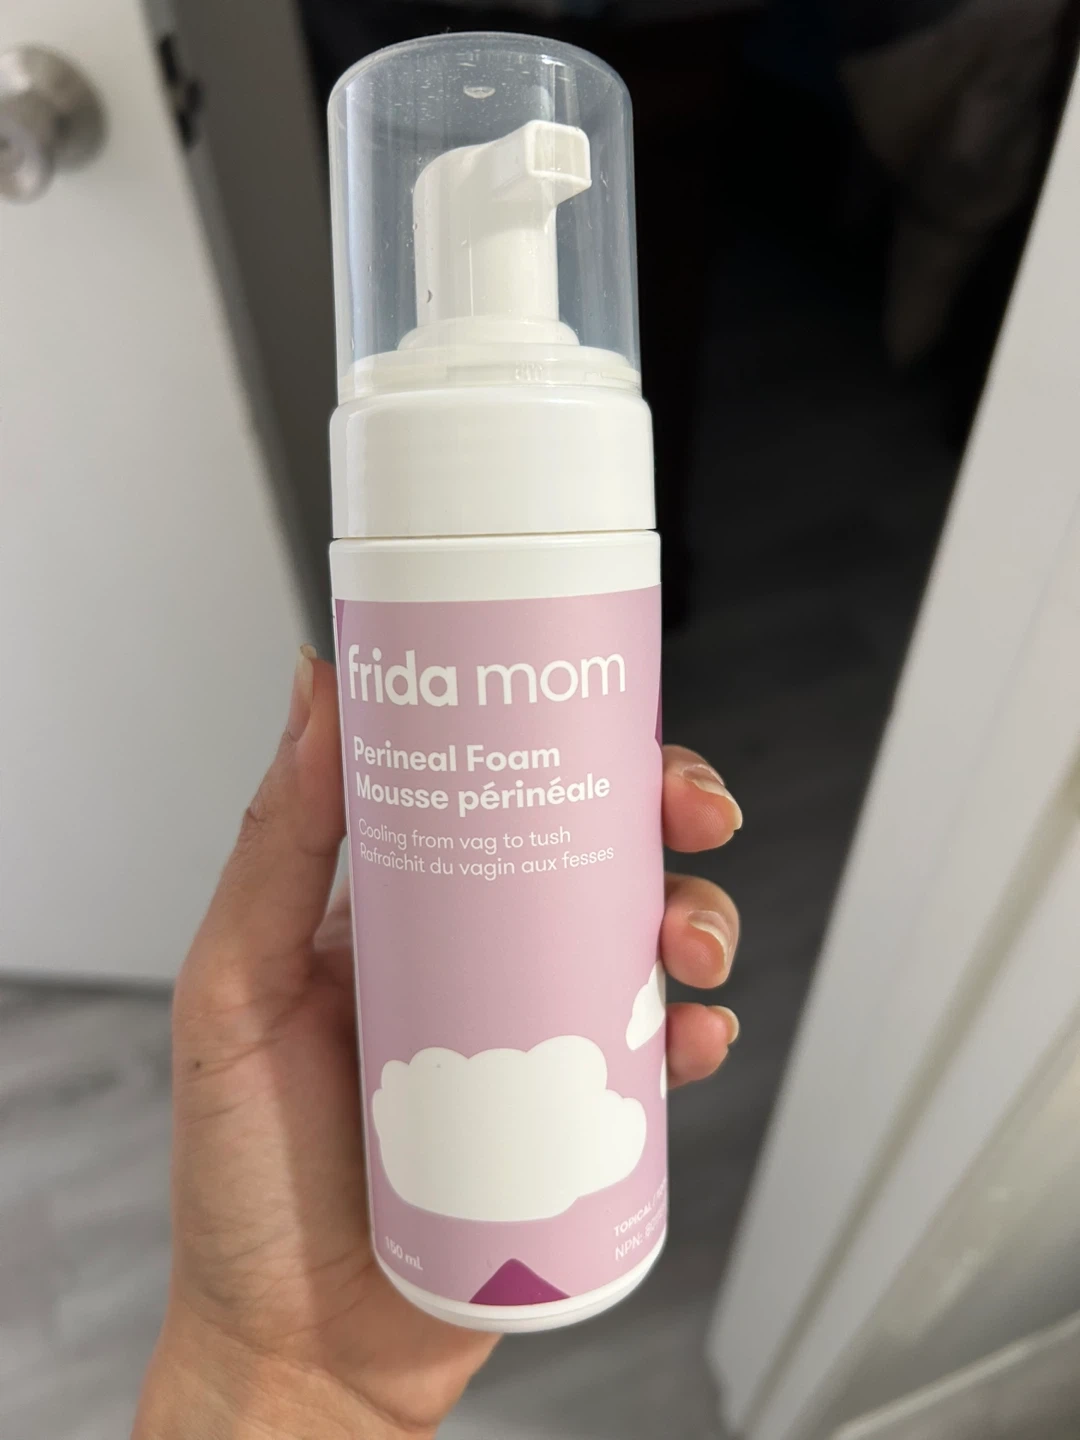 frida mom
Perineal Foam
Mousse périnéale
Cooling from vag to tush
Rafraîchit du vagin aux fesses
150 mL
TOPICAL
NPN: